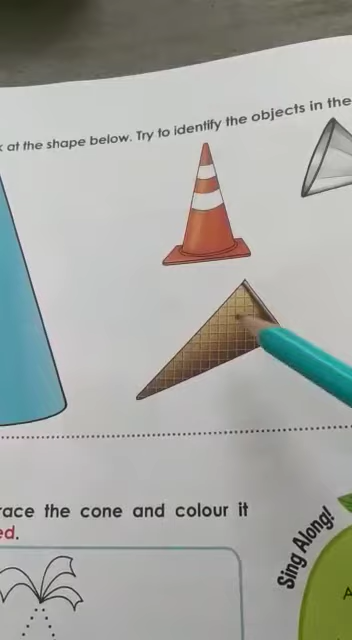 at the shape below. Try to identify the objects in the
race the cone and colour it
ed.
Sing Along!
A